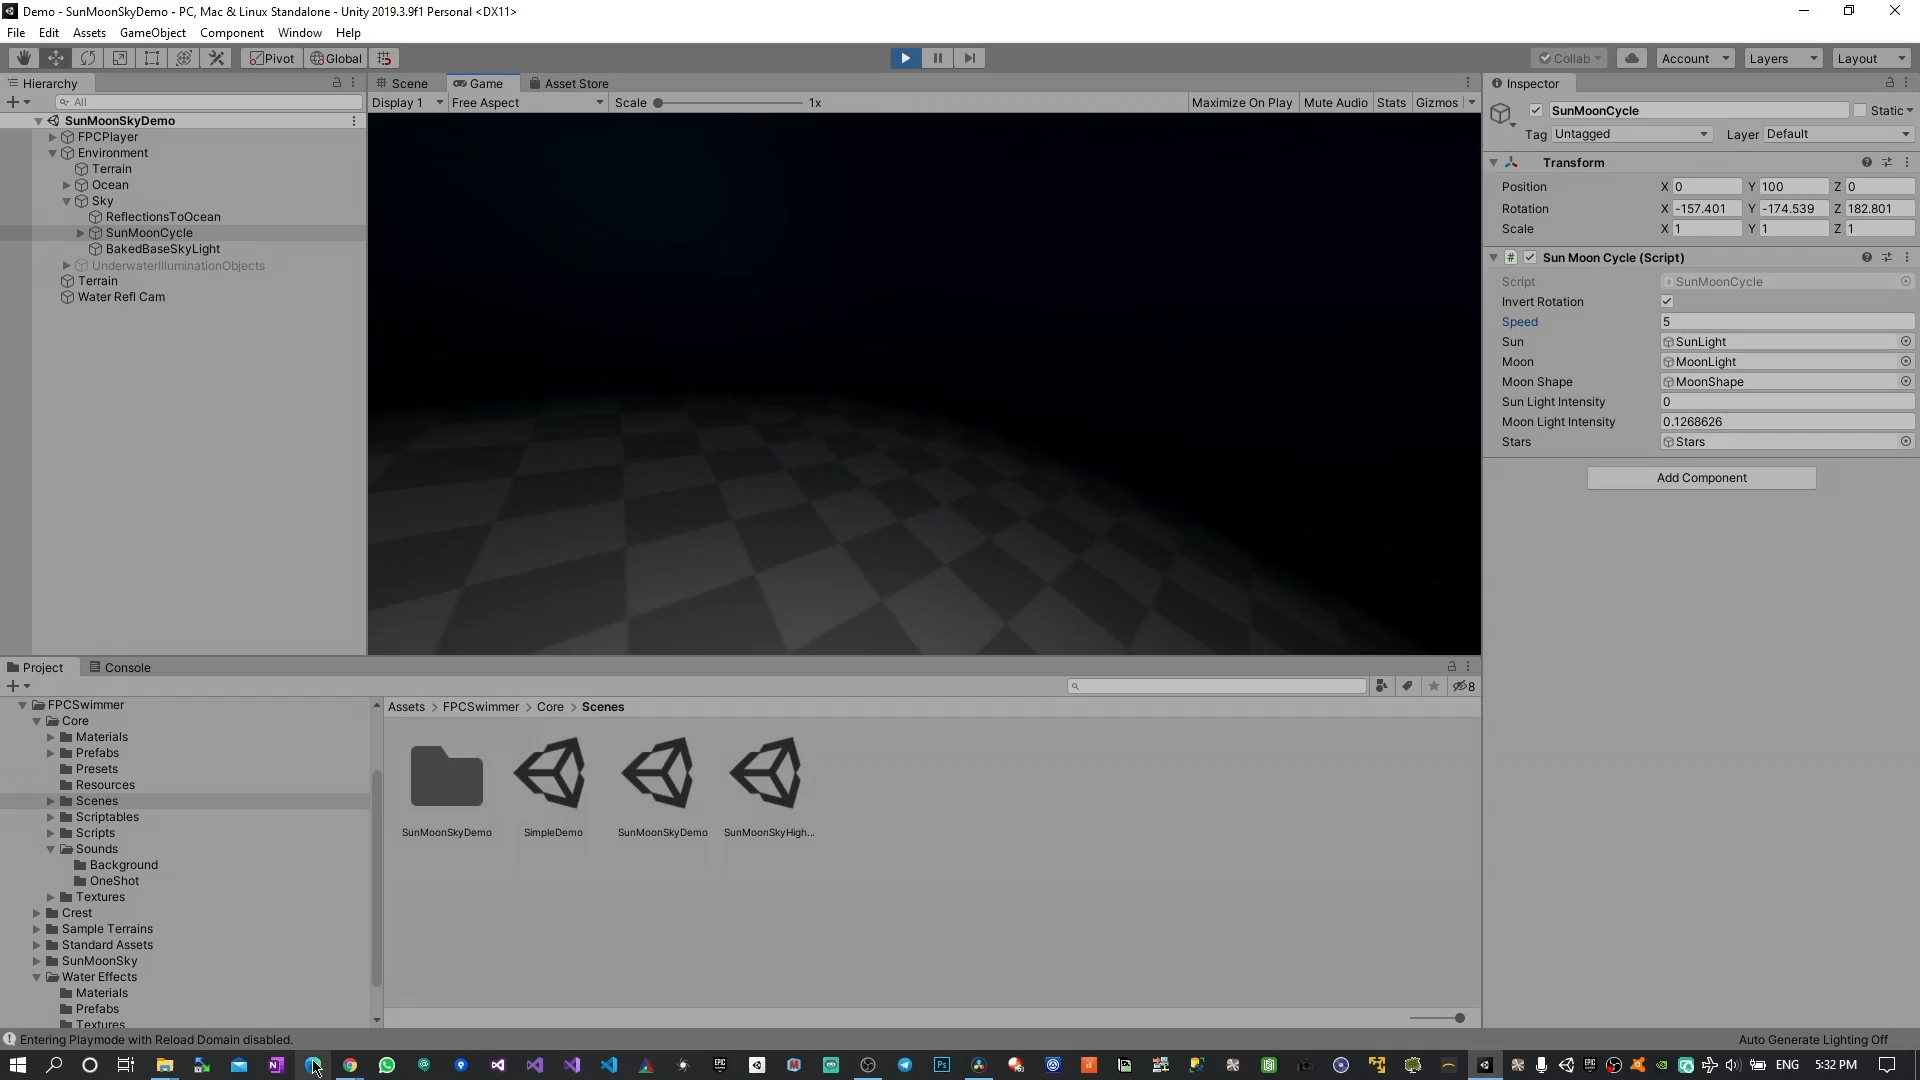 Demo - SunMoonSkyDemo - PC, Mac & Linux Standalone - Unity 2019.3.9f1 Personal <DX11>
File Edit Assets GameObject Component Window Help
Pivot Global Collab Account Layers Layout
Hierarchy
All
SunMoonSkyDemo
FPCPlayer
Environment
Terrain
Ocean
Sky
ReflectionsToOcean
SunMoonCycle
BakedBaseSkyLight
UnderwaterIlluminationObjects
Terrain
Water Refl Cam
Scene Game Asset Store
Display 1 Free Aspect Scale 1x Maximize On Play Mute Audio Stats Gizmos
Inspector
SunMoonCycle Static
Tag Untagged Layer Default
Transform
Position X 0 Y 100 Z 0
Rotation X -157.401 Y -174.539 Z 182.801
Scale X 1 Y 1 Z 1
Sun Moon Cycle (Script)
Script SunMoonCycle
Invert Rotation
Speed 5
Sun SunLight
Moon MoonLight
Moon Shape MoonShape
Sun Light Intensity 0
Moon Light Intensity 0.1268626
Stars Stars
Add Component
Project Console
8
FPCSwimmer
Core
Materials
Prefabs
Presets
Resources
Scenes
Scriptables
Scripts
Sounds
Background
OneShot
Textures
Crest
Sample Terrains
Standard Assets
SunMoonSky
Water Effects
Materials
Prefabs
Textures
Assets > FPCSwimmer > Core > Scenes
SunMoonSkyDemo SimpleDemo SunMoonSkyDemo SunMoonSkyHigh...
Entering Playmode with Reload Domain disabled.
Auto Generate Lighting Off
ENG 5:32 PM